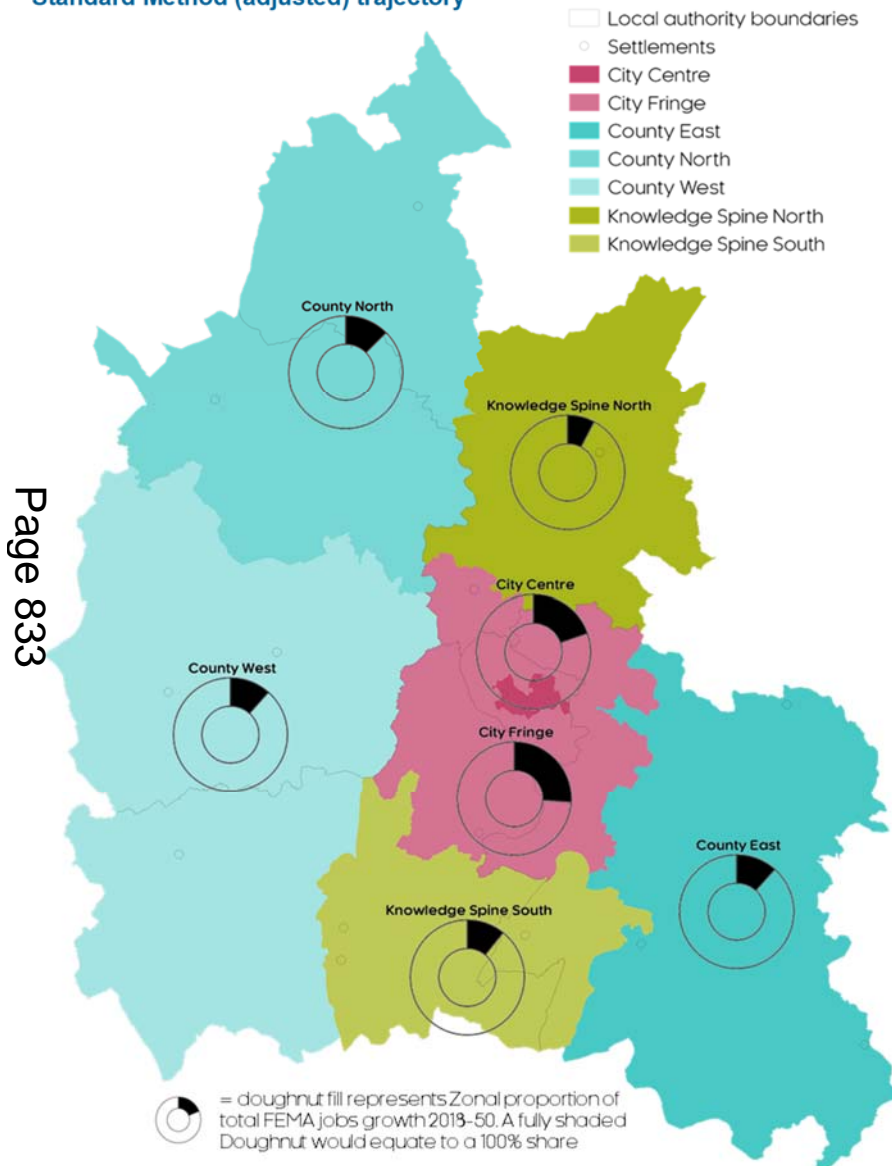 Standard Method (adjusted) trajectory
Local authority boundaries
Settlements
City Centre
City Fringe
County East
County North
County West
Knowledge Spine North
Knowledge Spine South
County North
Knowledge Spine North
City Centre
County West
City Fringe
County East
Knowledge Spine South
Page 833
= doughnut fill represents Zonal proportion of
total FEMA jobs growth 2018-50. A fully shaded
Doughnut would equate to a 100% share